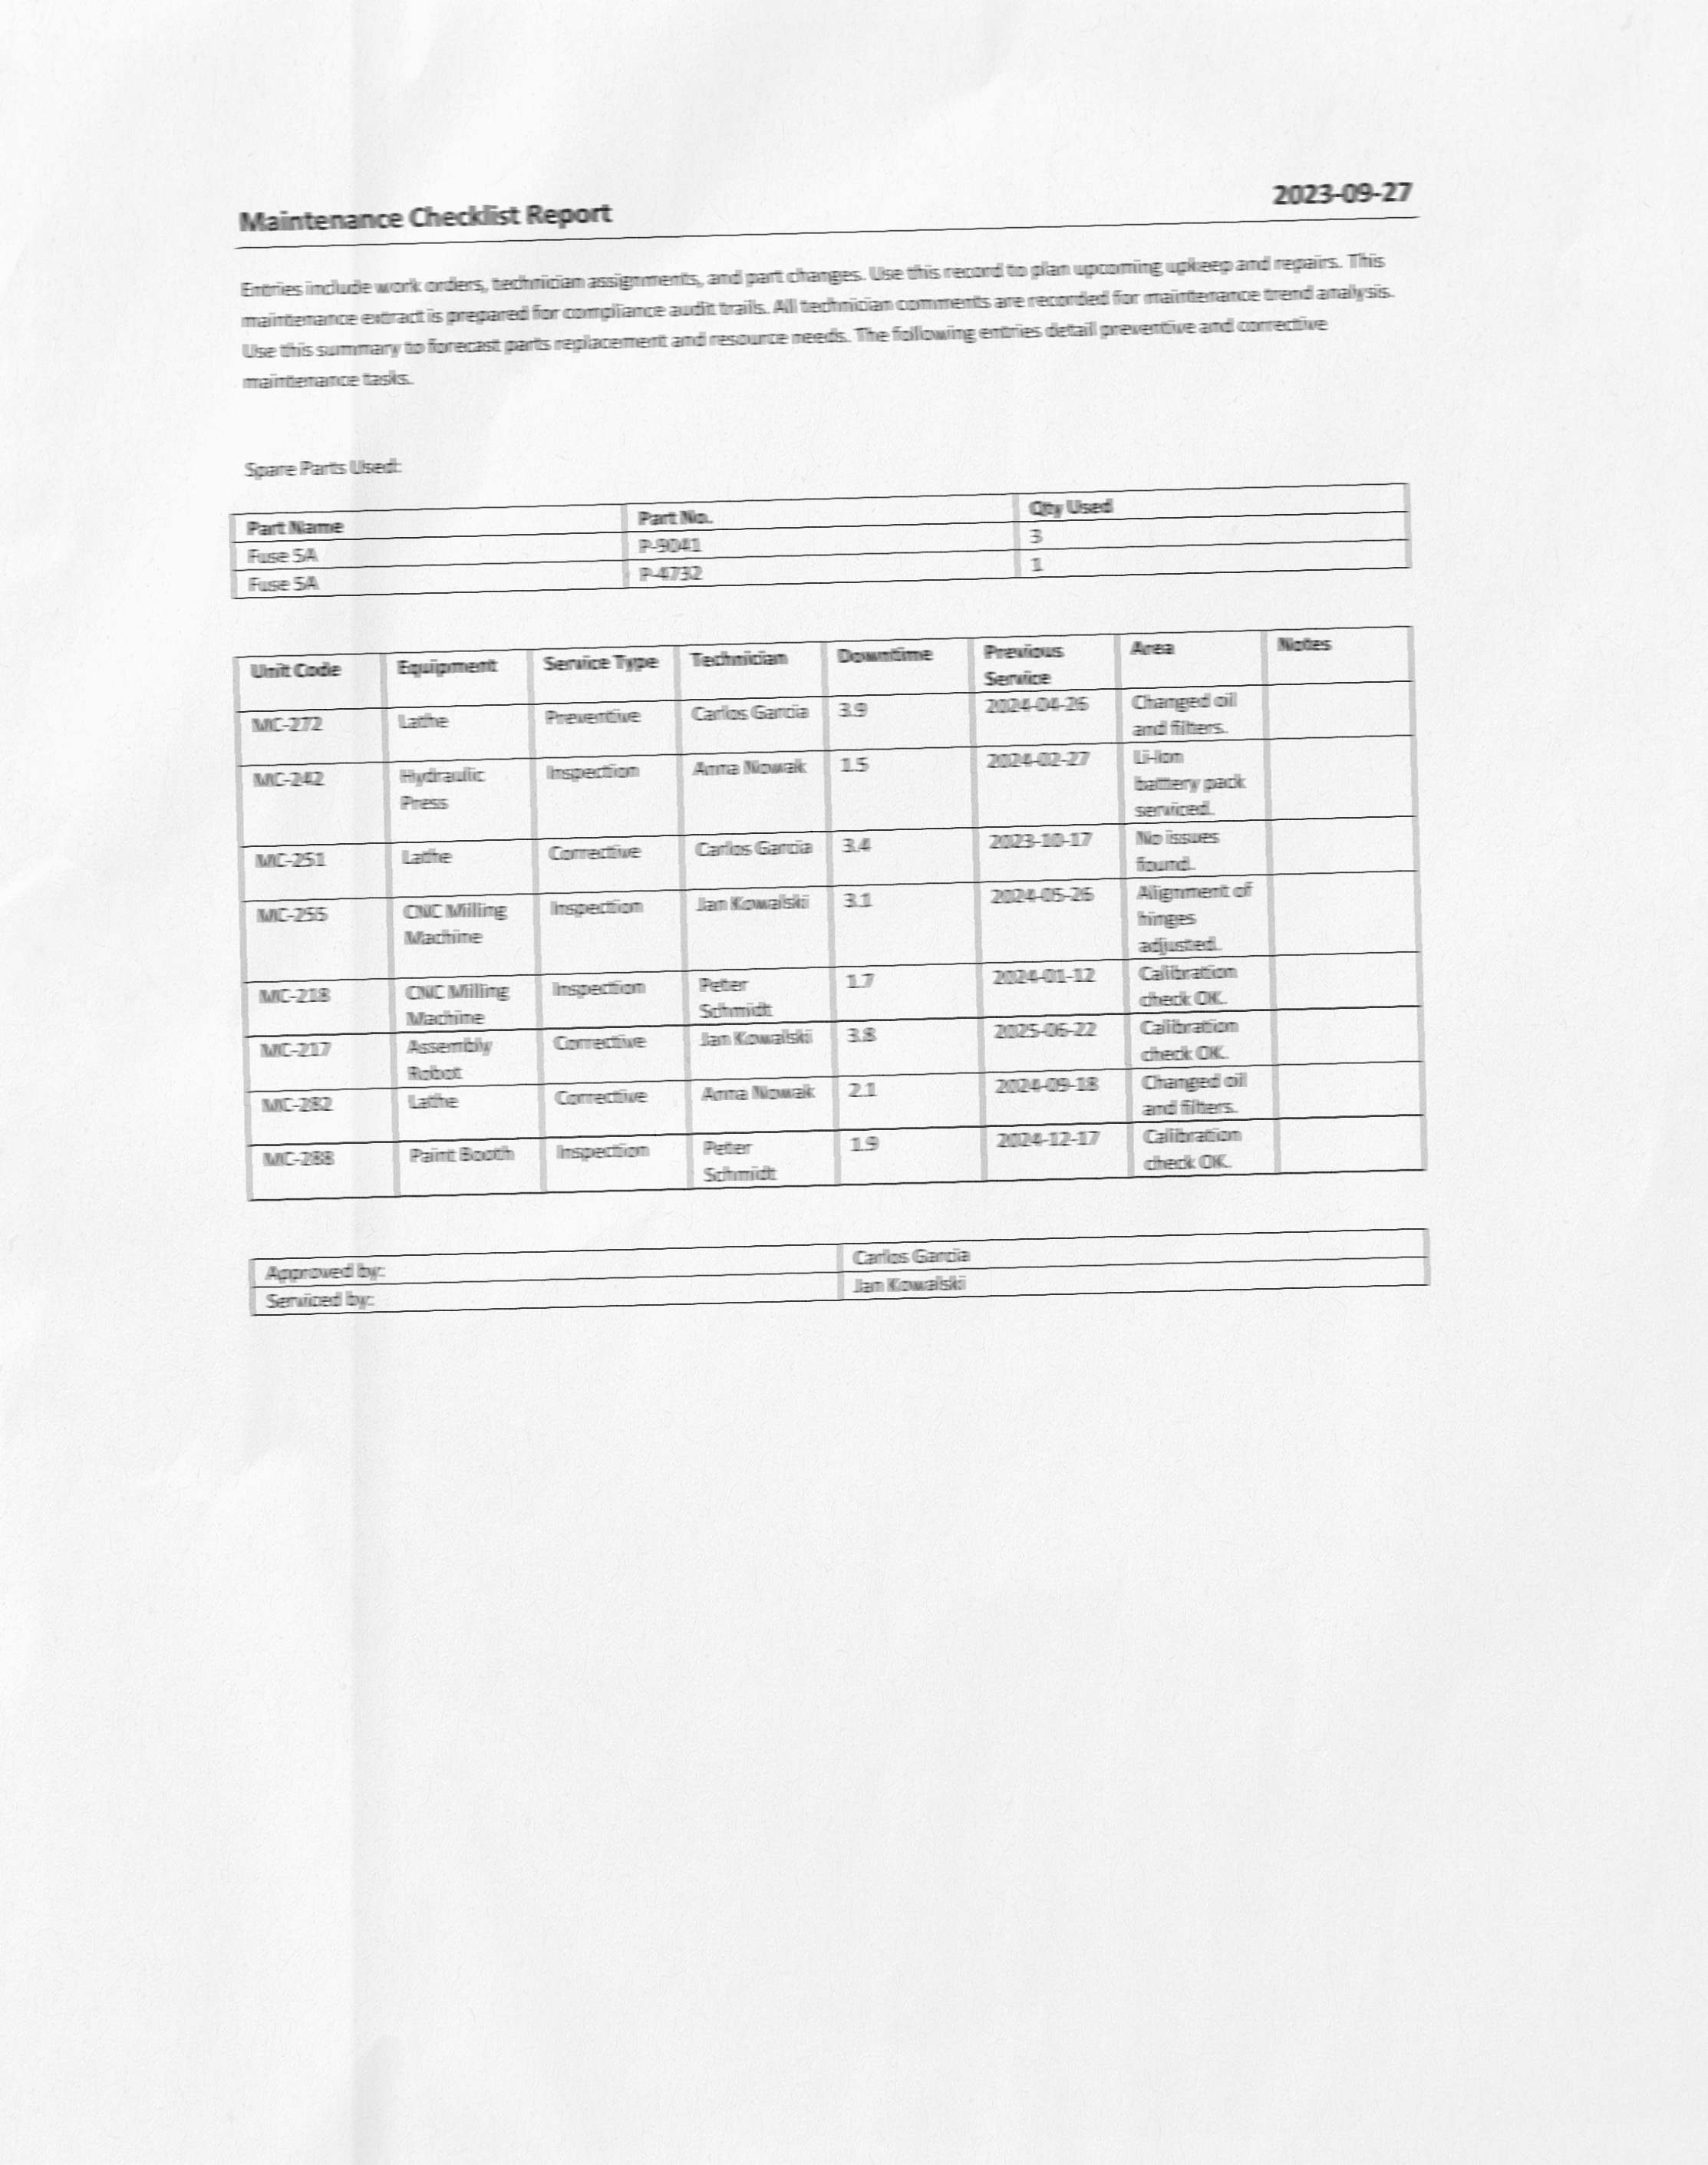 Maintenance Checklist Report 2023-09-27
Entries include work orders, technician assignments, and part changes. Use this record to plan upcoming upkeep and repairs. This
maintenance extract is prepared for compliance audit trails. All technician comments are recorded for maintenance trend analysis.
Use this summary to forecast parts replacement and resource needs. The following entries detail preventive and corrective
maintenance tasks.
Spare Parts Used:
Part Name Part No. Qty Used
Fuse 5A P-9041 3
Fuse 5A P-4732 1
Unit Code Equipment Service Type Technician Downtime Previous Area Notes
Service
MC-272 Lathe Preventive Carlos Garcia 3.9 2024-04-26 Changed oil
and filters.
MC-242 Hydraulic Inspection Anna Nowak 1.5 2024-02-27 Li-Ion
Press battery pack
serviced.
MC-251 Lathe Corrective Carlos Garcia 3.4 2023-10-17 No issues
found.
MC-255 CNC Milling Inspection Jan Kowalski 3.1 2024-05-26 Alignment of
Machine hinges
adjusted.
MC-218 CNC Milling Inspection Peter 1.7 2024-01-12 Calibration
Machine Schmidt check OK.
MC-217 Assembly Corrective Jan Kowalski 3.8 2025-06-22 Calibration
Robot check OK.
MC-282 Lathe Corrective Anna Nowak 2.1 2024-09-18 Changed oil
and filters.
MC-288 Paint Booth Inspection Peter 1.9 2024-12-17 Calibration
Schmidt check OK.
Approved by: Carlos Garcia
Serviced by: Jan Kowalski